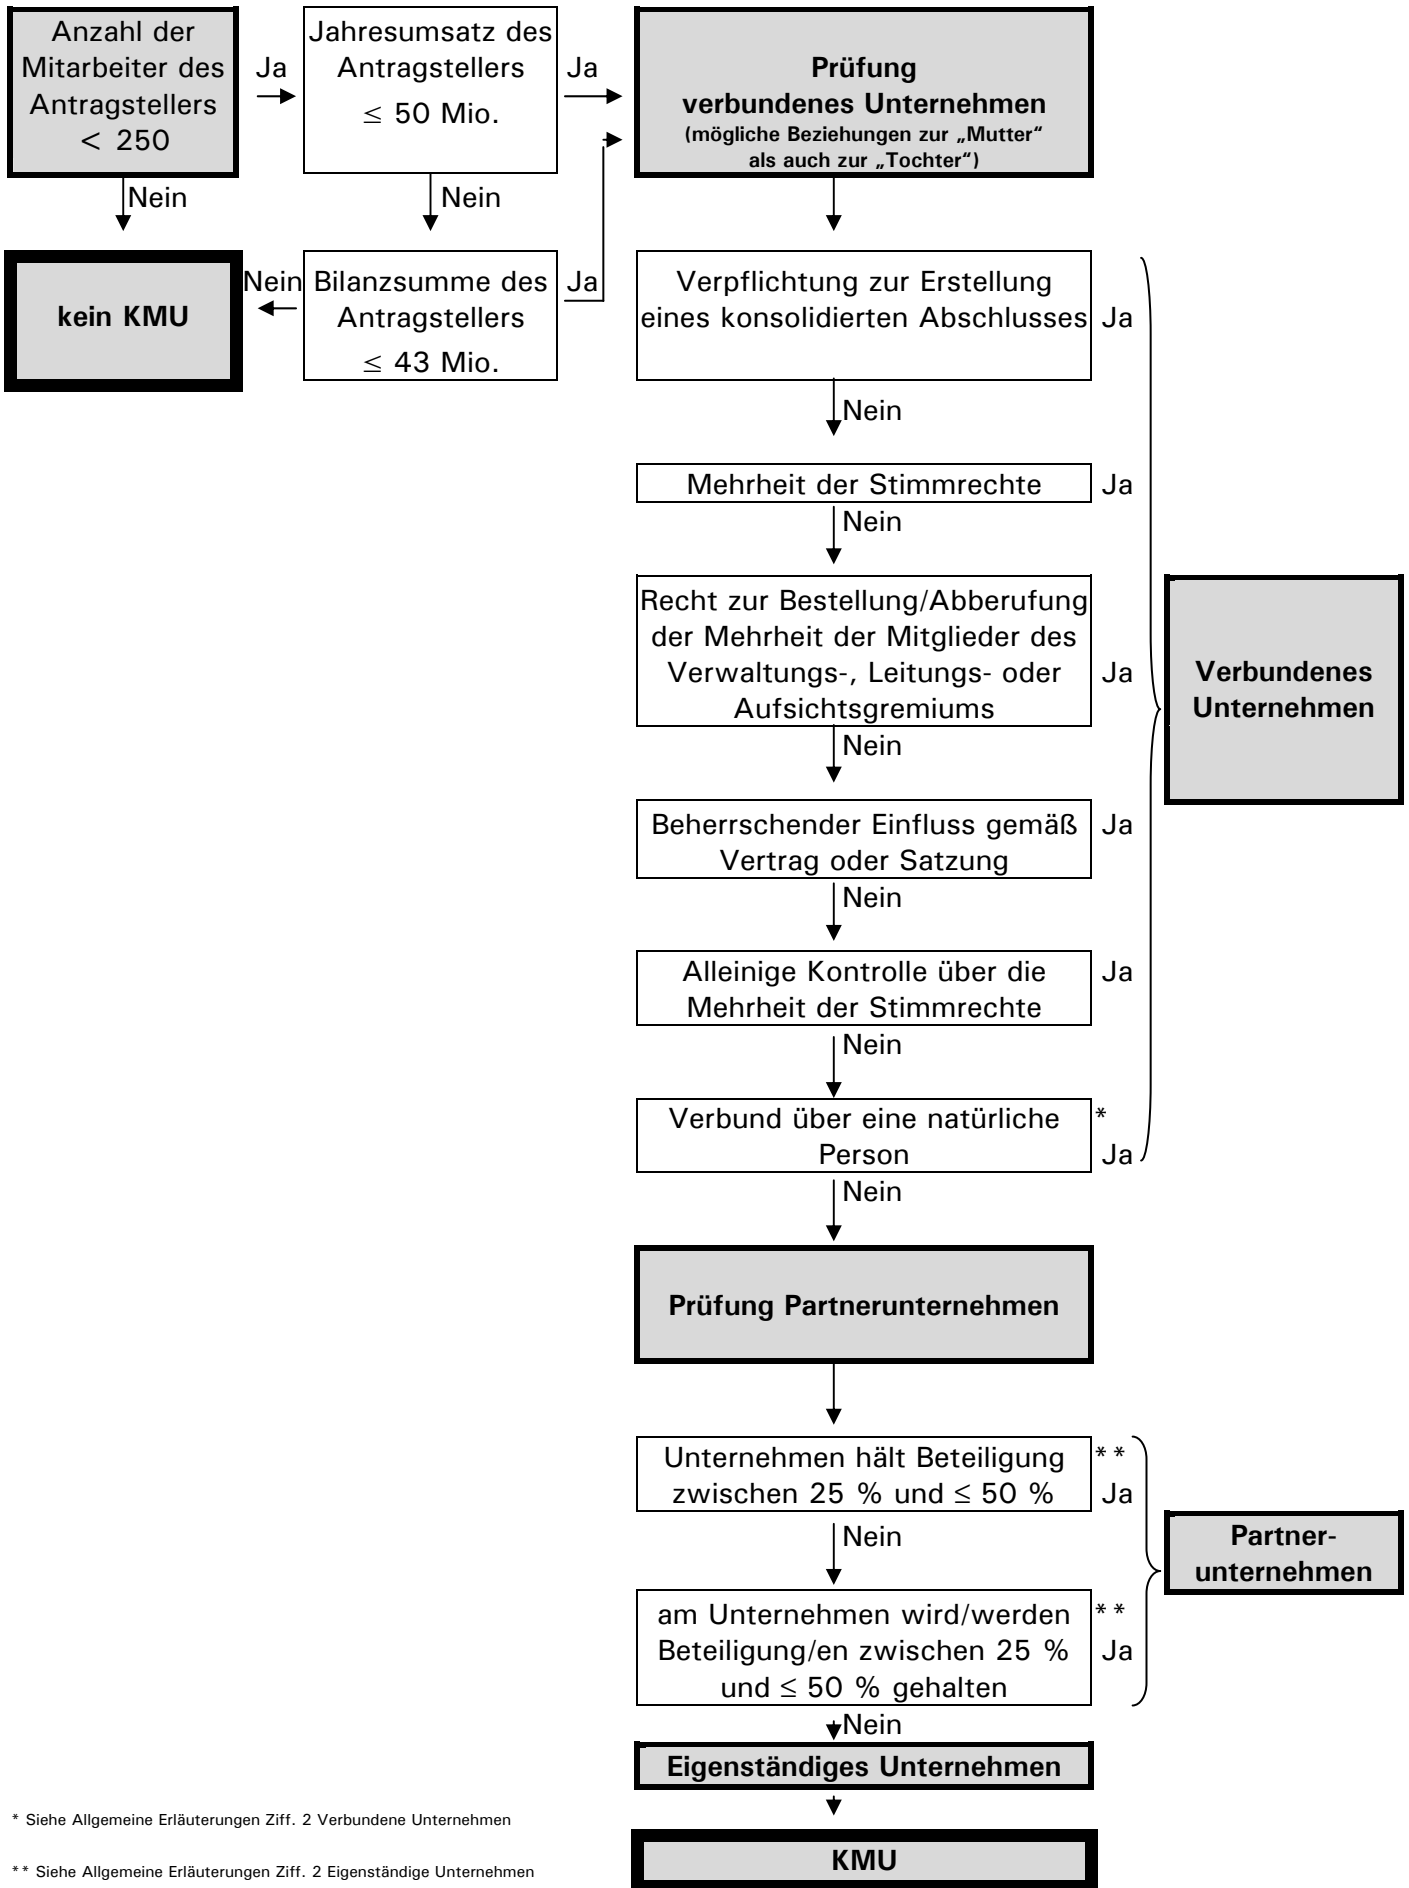 Anzahl der
Mitarbeiter des
Antragstellers
< 250
Ja
Jahresumsatz des
Antragstellers
≤ 50 Mio.
Ja
Prüfung
verbundenes Unternehmen
(mögliche Beziehungen zur „Mutter“
als auch zur „Tochter“)
Nein
Nein
kein KMU
Nein
Bilanzsumme des
Antragstellers
≤ 43 Mio.
Ja
Verpflichtung zur Erstellung
eines konsolidierten Abschlusses
Ja
Nein
Mehrheit der Stimmrechte
Ja
Nein
Recht zur Bestellung/Abberufung
der Mehrheit der Mitglieder des
Verwaltungs-, Leitungs- oder
Aufsichtsgremiums
Ja
Verbundenes
Unternehmen
Nein
Beherrschender Einfluss gemäß
Vertrag oder Satzung
Ja
Nein
Alleinige Kontrolle über die
Mehrheit der Stimmrechte
Ja
Nein
Verbund über eine natürliche
Person
*
Ja
Nein
Prüfung Partnerunternehmen
Unternehmen hält Beteiligung
zwischen 25 % und ≤ 50 %
**
Ja
Nein
Partner-
unternehmen
am Unternehmen wird/werden
Beteiligung/en zwischen 25 %
und ≤ 50 % gehalten
**
Ja
Nein
Eigenständiges Unternehmen
KMU
* Siehe Allgemeine Erläuterungen Ziff. 2 Verbundene Unternehmen
** Siehe Allgemeine Erläuterungen Ziff. 2 Eigenständige Unternehmen